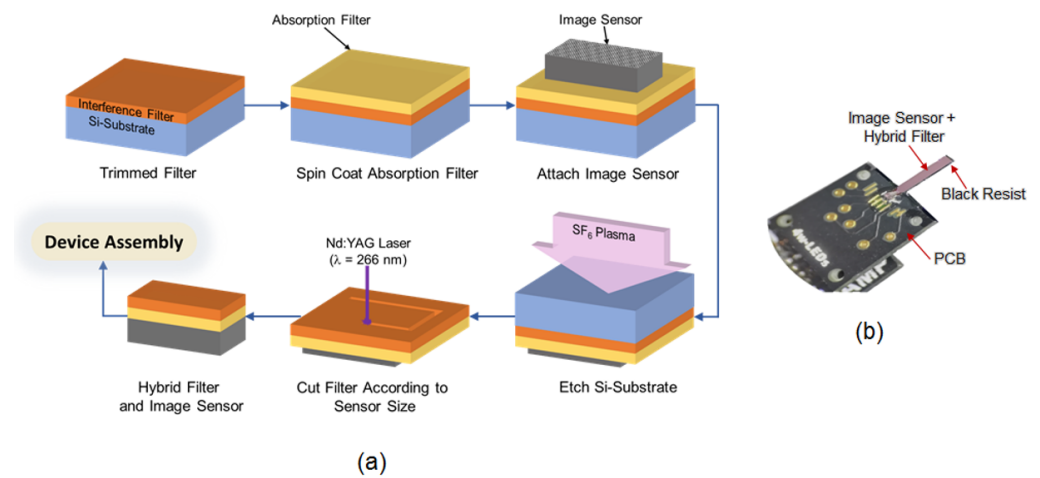 Absorption Filter
Image Sensor
Interference Filter
Si-Substrate
Trimmed Filter
Spin Coat Absorption Filter
Attach Image Sensor
Device Assembly
Nd:YAG Laser
(λ = 266 nm)
SF6 Plasma
Hybrid Filter
and Image Sensor
Cut Filter According to
Sensor Size
Etch Si-Substrate
(a)
Image Sensor +
Hybrid Filter
Black Resist
4π-LEDs
PCB
(b)